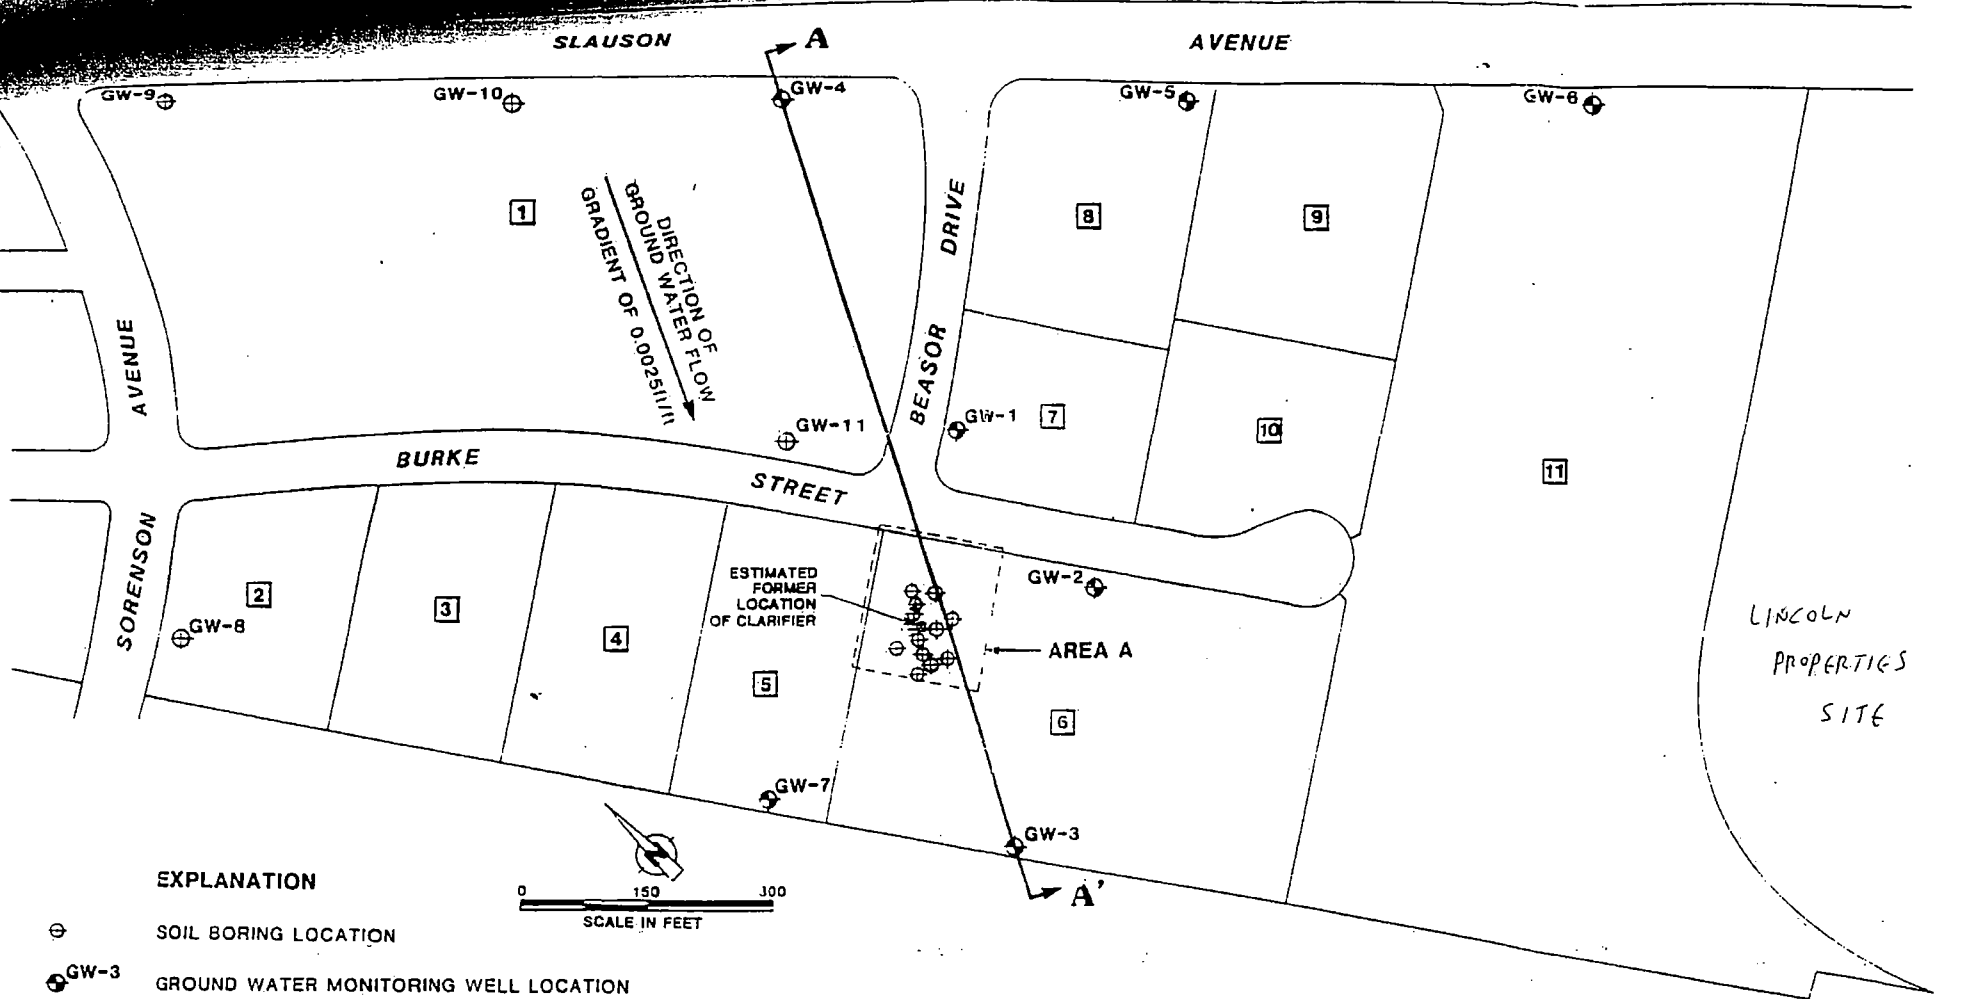 SLAUSON AVENUE
A
GW-9
GW-10
GW-4
GW-5
GW-6
1
8
9
DIRECTION OF
GROUND WATER FLOW
GRADIENT OF 0.0025ft/ft
BEASOR DRIVE
SORENSON AVENUE
GW-11
GW-1
7
10
11
BURKE STREET
2
3
4
5
6
GW-8
ESTIMATED
FORMER
LOCATION
OF CLARIFIER
GW-2
AREA A
LINCOLN
PROPERTIES
SITE
GW-7
GW-3
A'
N
0 150 300
SCALE IN FEET
EXPLANATION
SOIL BORING LOCATION
GW-3
GROUND WATER MONITORING WELL LOCATION